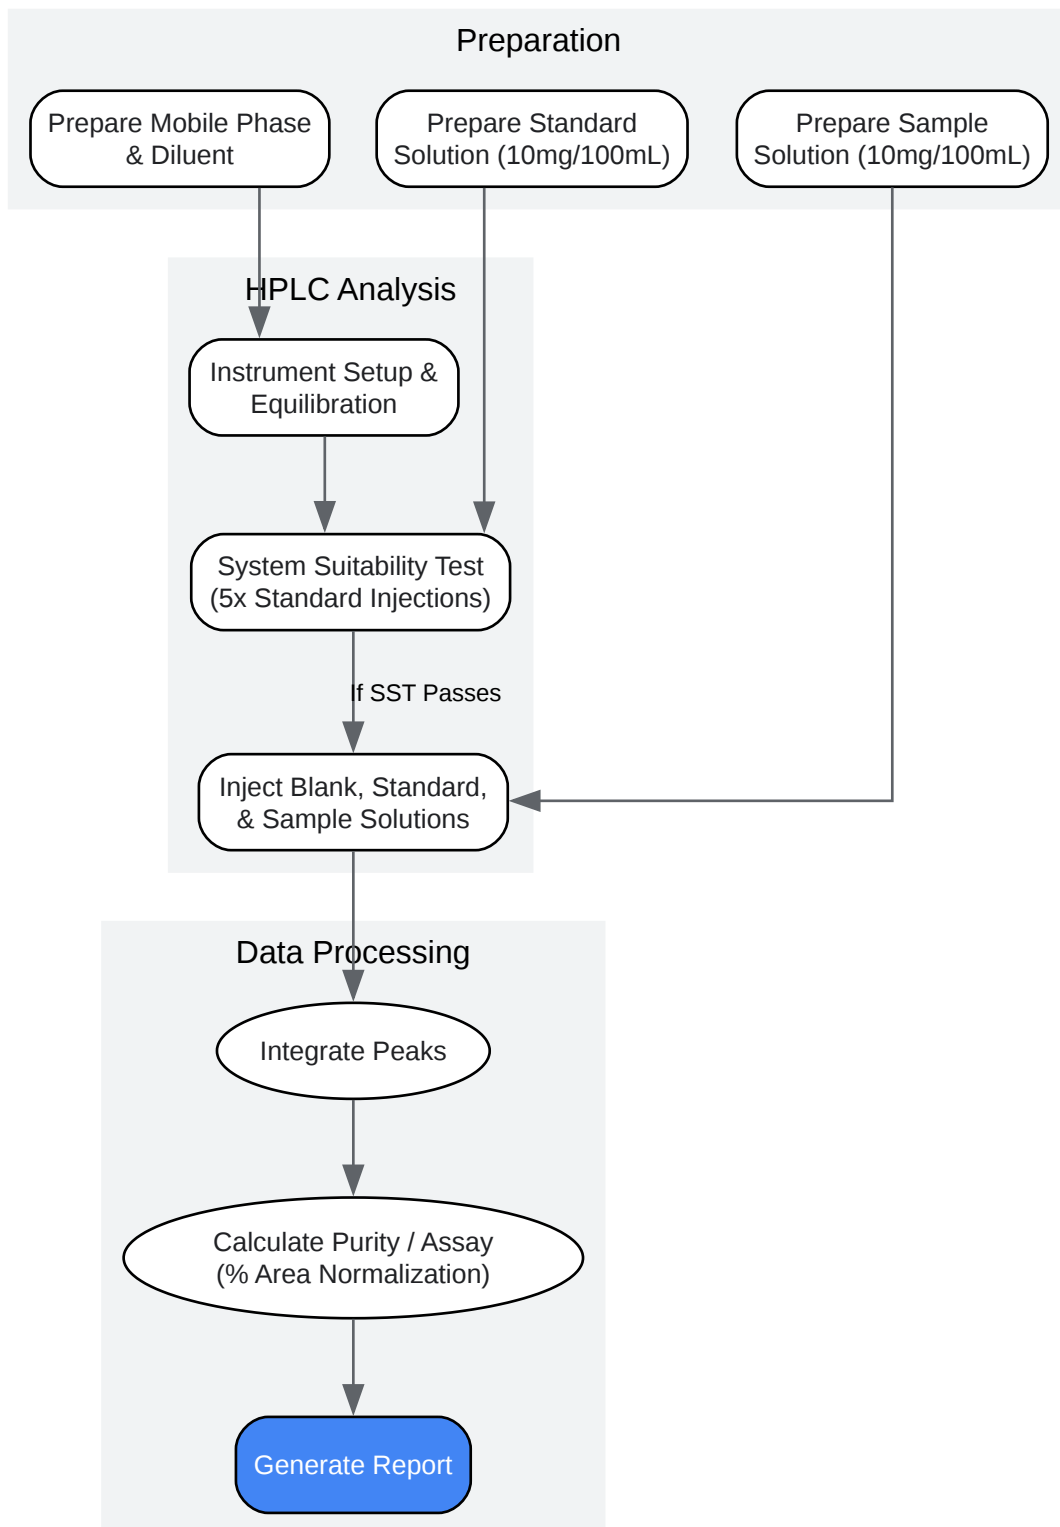 Preparation
Prepare Mobile Phase
& Diluent
Prepare Standard
Solution (10mg/100mL)
Prepare Sample
Solution (10mg/100mL)
HPLC Analysis
Instrument Setup &
Equilibration
System Suitability Test
(5x Standard Injections)
If SST Passes
Inject Blank, Standard,
& Sample Solutions
Data Processing
Integrate Peaks
Calculate Purity / Assay
(% Area Normalization)
Generate Report